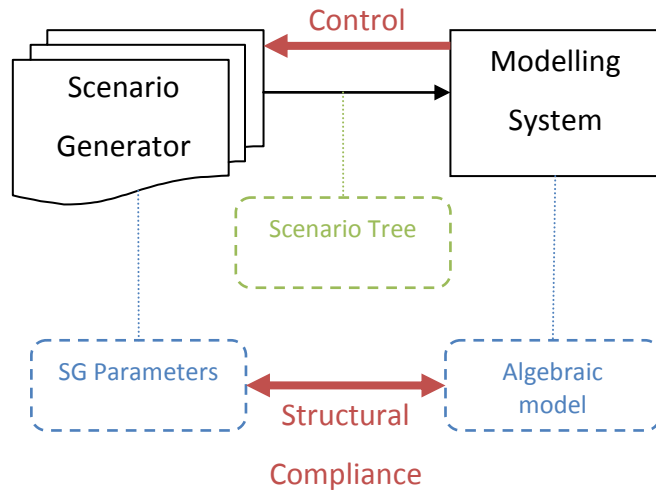 Control
Scenario
Generator
Modelling
System
Scenario Tree
SG Parameters
Algebraic
model
Structural
Compliance